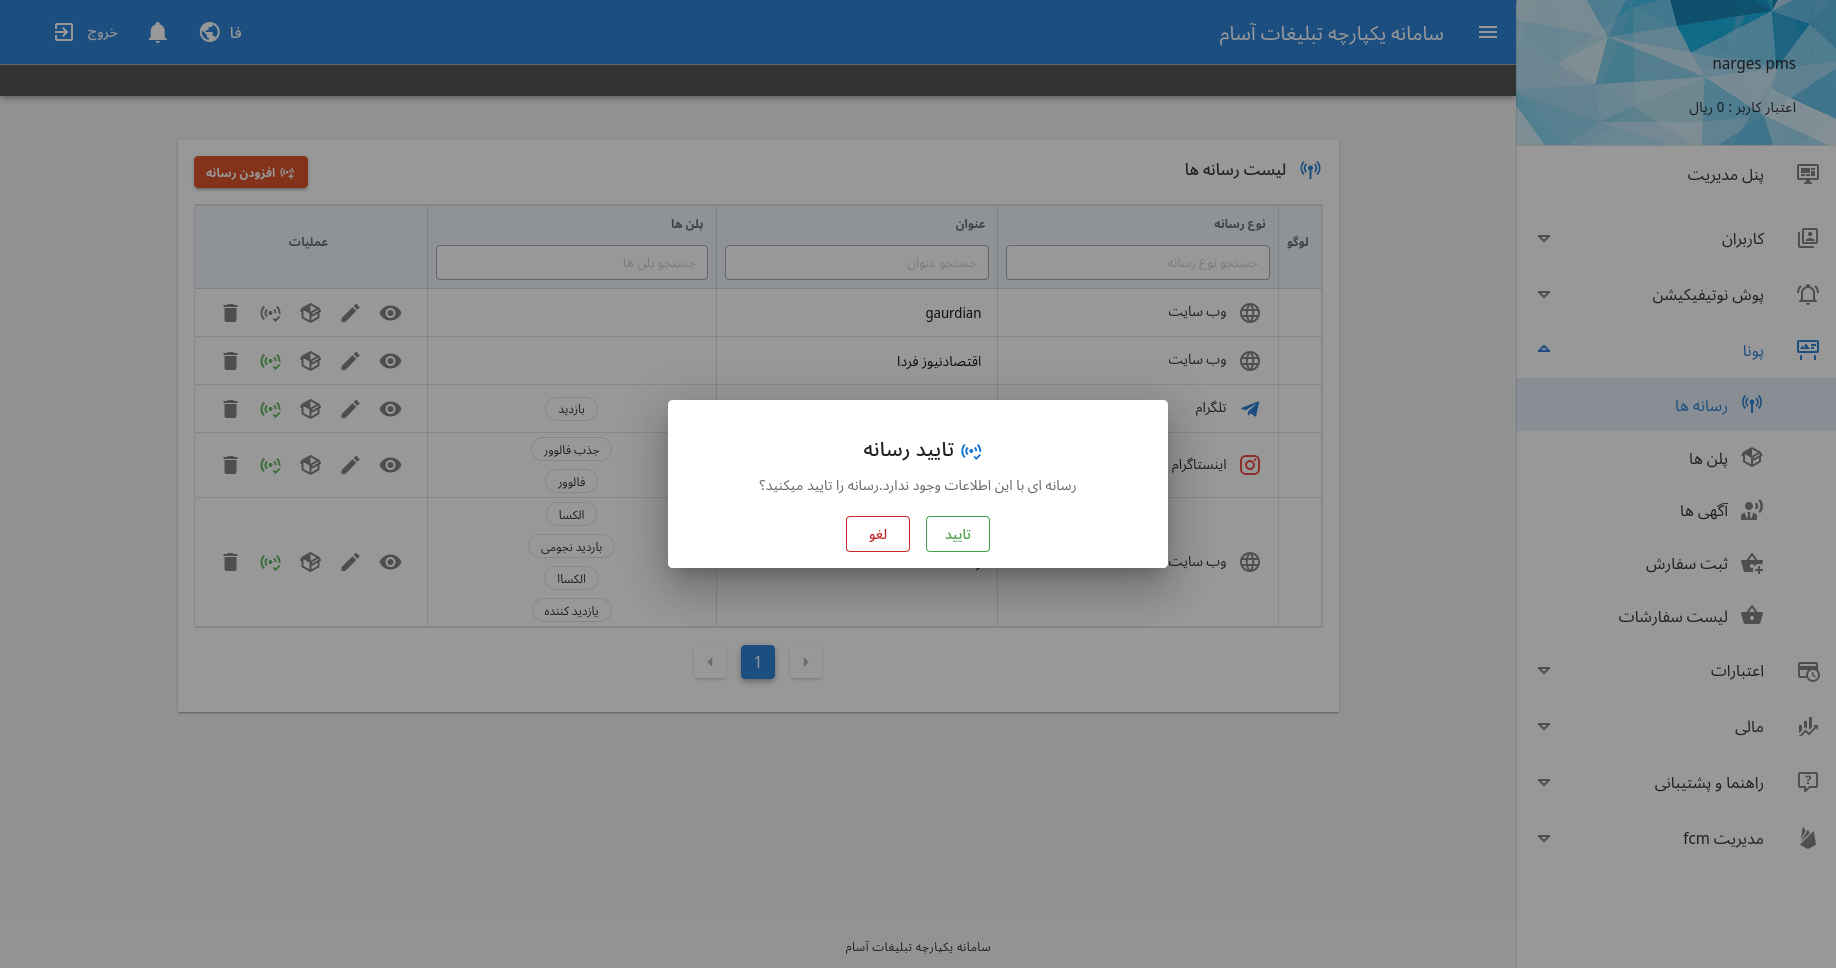 سامانه یکپارچه تبلیغات آسام
فا
خروج
narges pms
اعتبار کاربر : 0 ریال
پنل مدیریت
کاربران
پوش نوتیفیکیشن
پونا
رسانه ها
پلن ها
آگهی ها
ثبت سفارش
لیست سفارشات
اعتبارات
مالی
راهنما و پشتیبانی
مدیریت fcm
لیست رسانه ها
افزودن رسانه
لوگو
نوع رسانه
عنوان
پلن ها
عملیات
جستجو نوع رسانه
جستجو عنوان
جستجو پلن ها
وب سایت
gaurdian
وب سایت
اقتصادنیوز فردا
تلگرام
بازدید
اینستاگرام
جذب فالوور
فالوور
وب سایت
الکسا
باردید نجومی
الکساا
یازدید کننده
تایید رسانه
رسانه ای با این اطلاعات وجود ندارد.رسانه را تایید میکنید؟
تایید
لغو
1
سامانه یکپارچه تبلیغات آسام